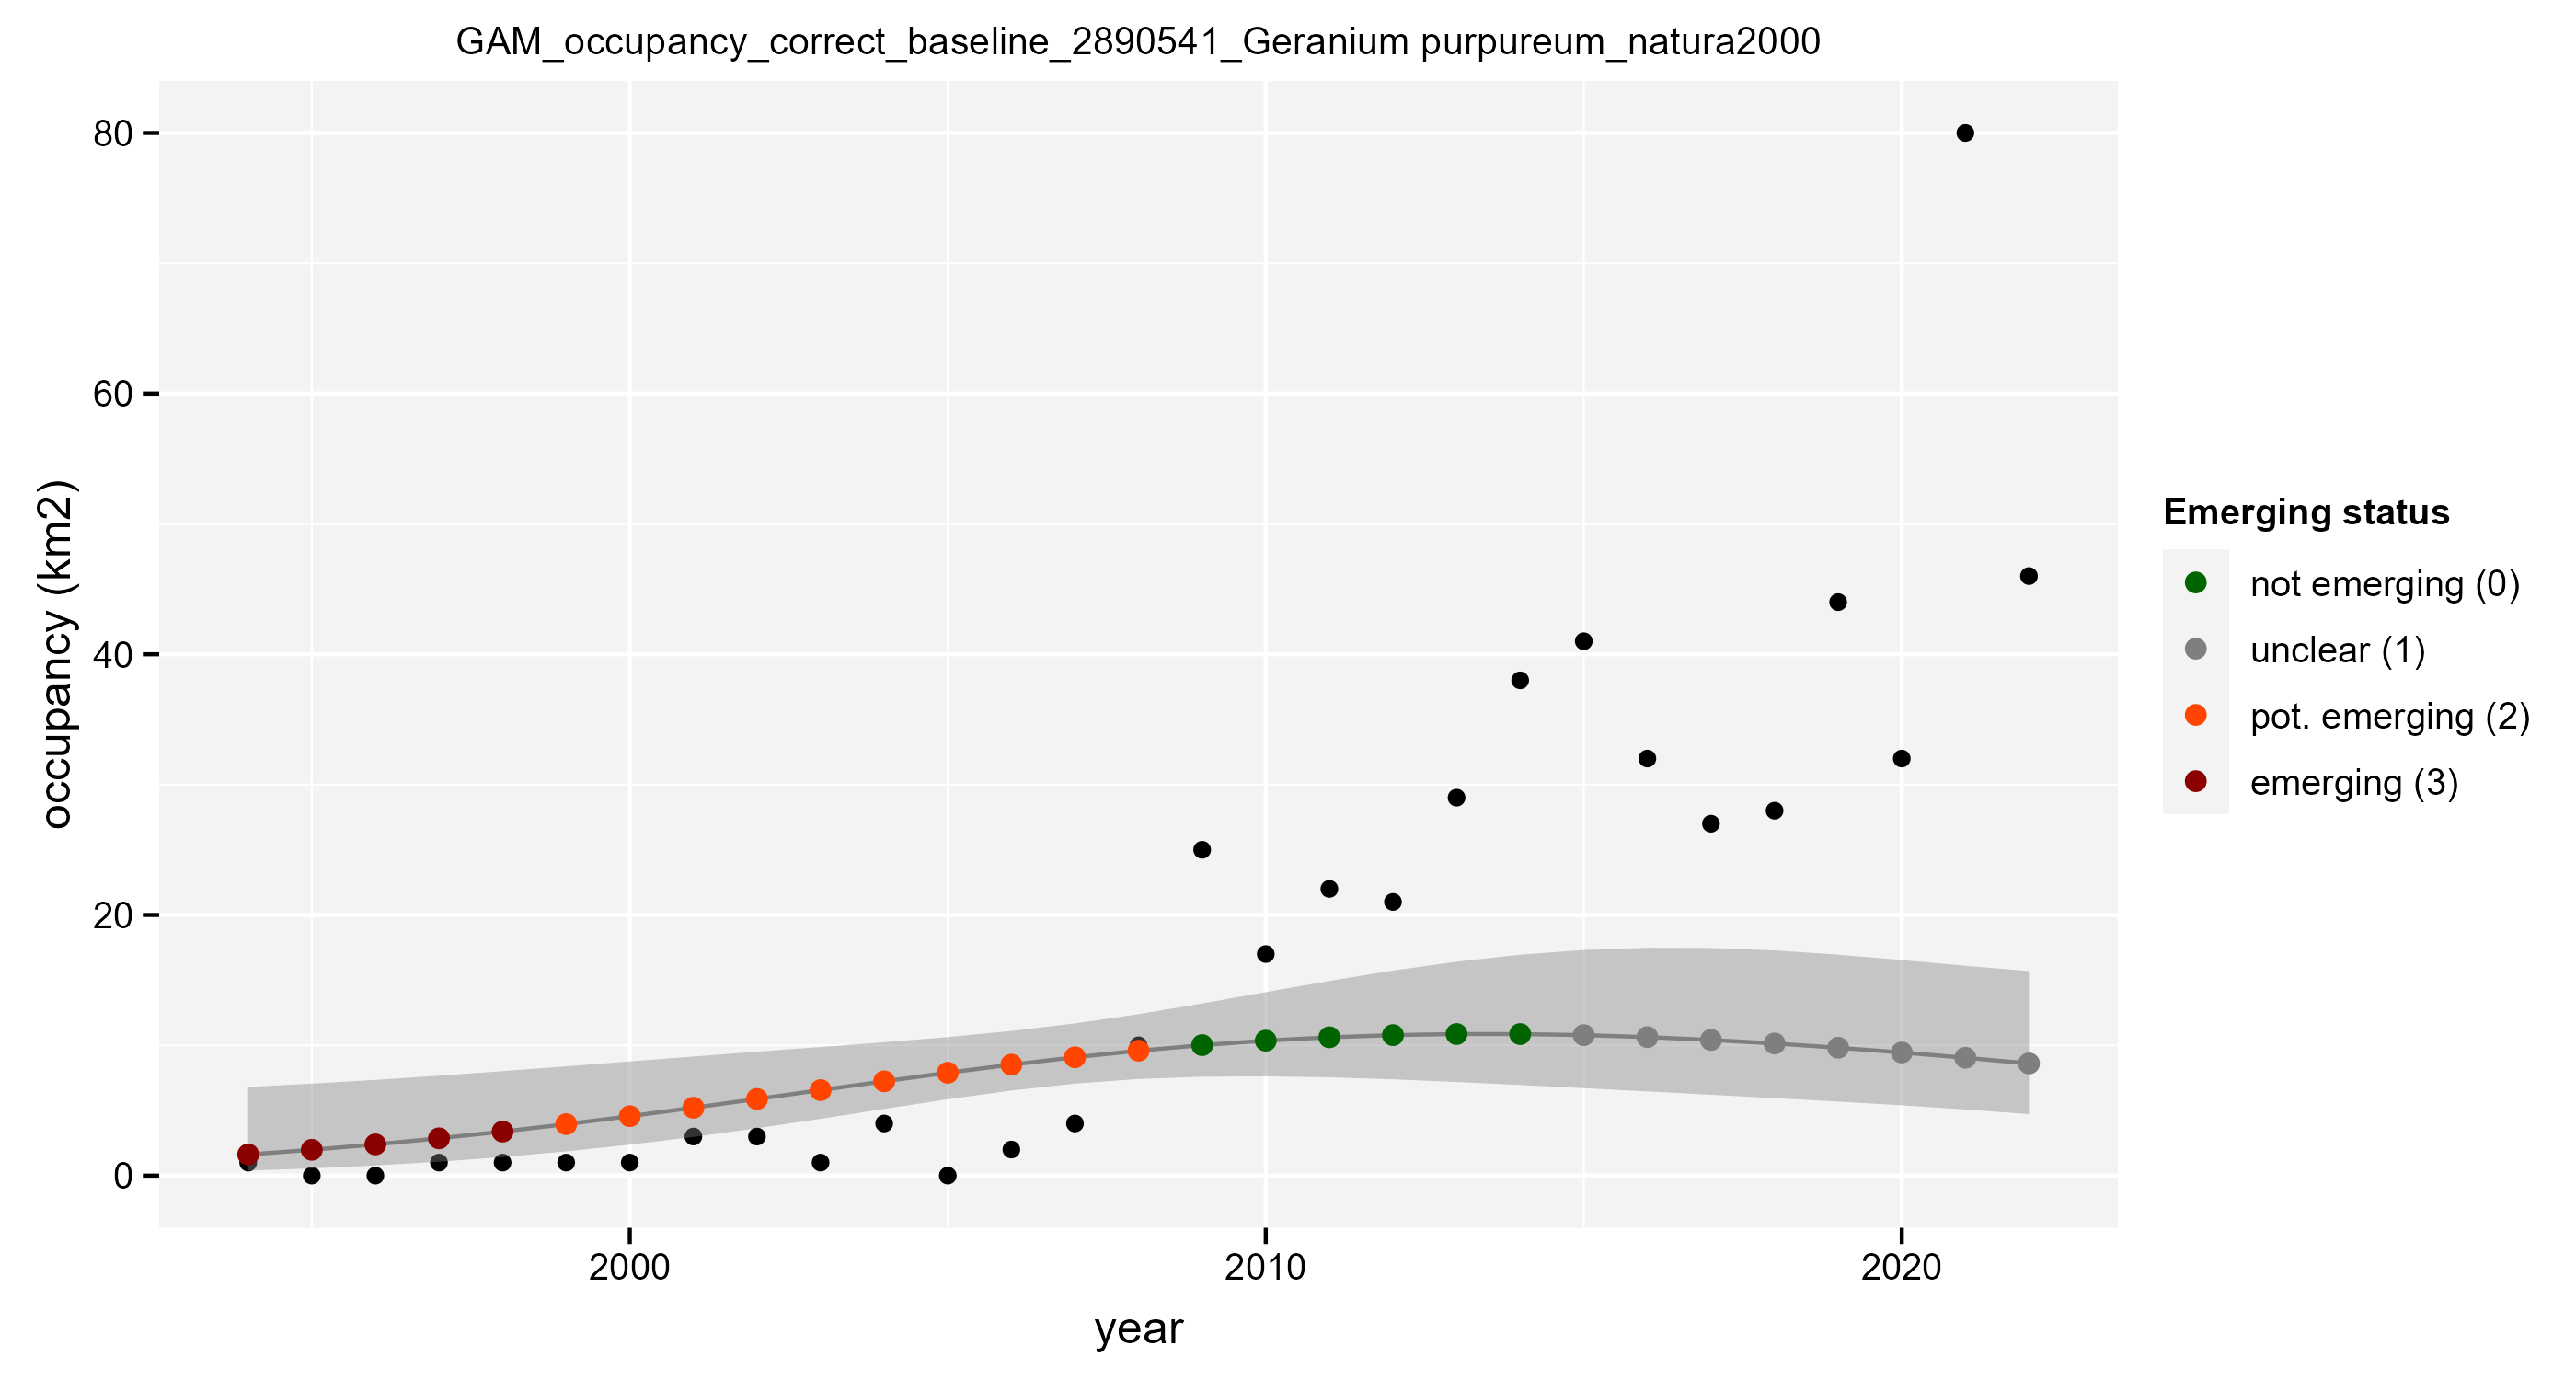 GAM_occupancy_correct_baseline_2890541_Geranium purpureum_natura2000
80
60
40
20
0
occupancy (km2)
2000
2010
2020
year
Emerging status
not emerging (0)
unclear (1)
pot. emerging (2)
emerging (3)